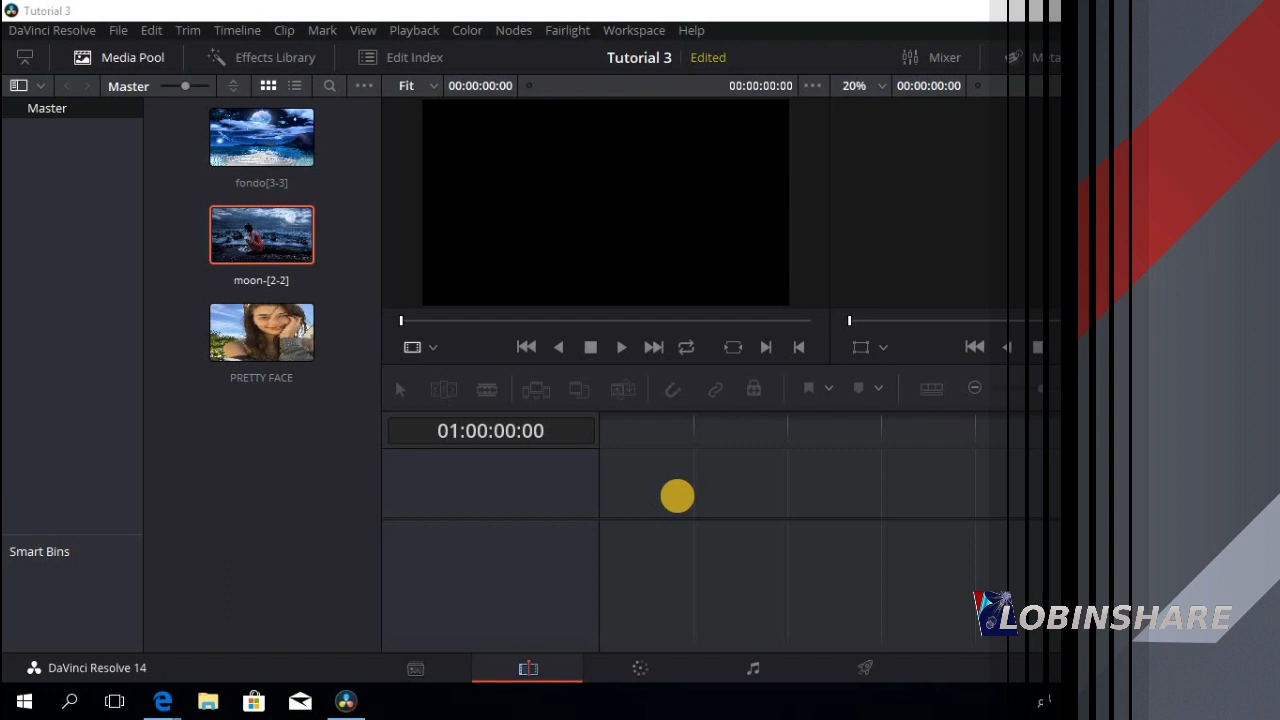 Tutorial 3
DaVinci Resolve File Edit Trim Timeline Clip Mark View Playback Color Nodes Fairlight Workspace Help
Media Pool Effects Library Edit Index Tutorial 3 Edited Mixer Meta
Master Fit 00:00:00:00 00:00:00:00 20% 00:00:00:00
Master
fondo[3-3]
moon-[2-2]
PRETTY FACE
01:00:00:00
Smart Bins
LOBINSHARE
DaVinci Resolve 14